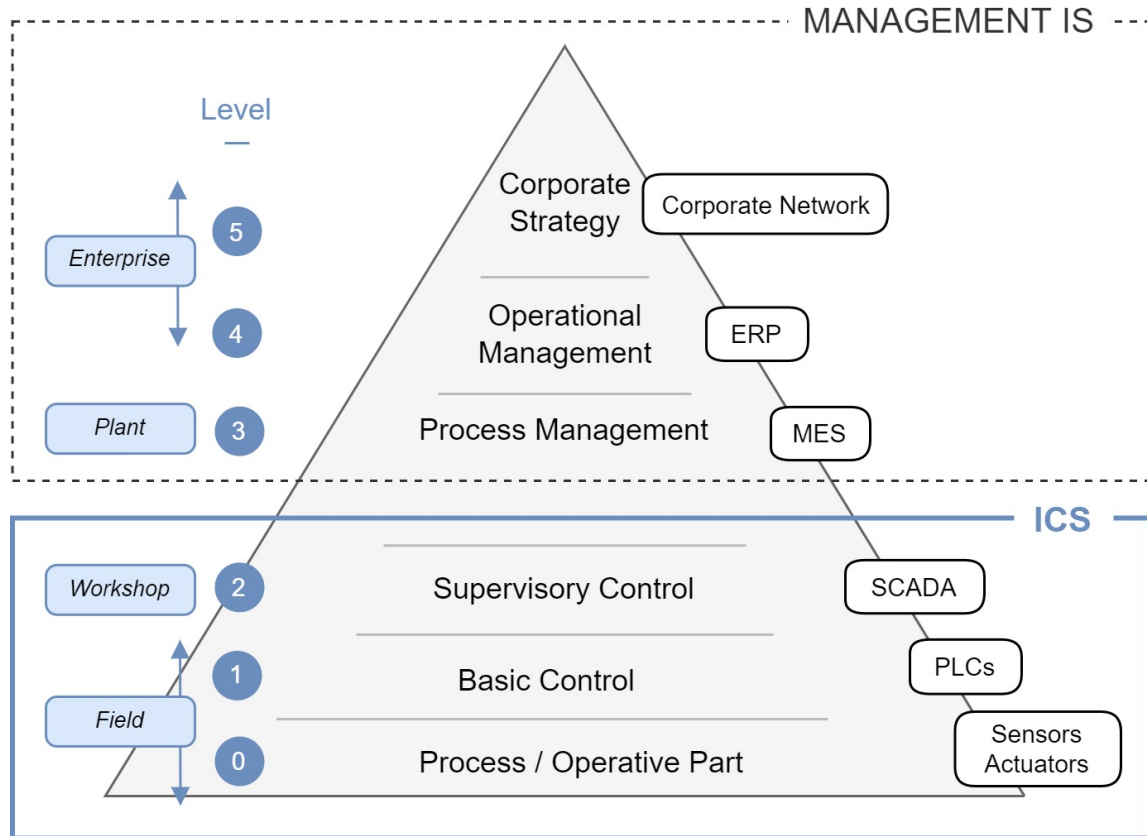 MANAGEMENT IS
Level
Corporate
Strategy
Corporate Network
5
Enterprise
Operational
Management
ERP
4
Plant
3
Process Management
MES
ICS
Workshop
2
Supervisory Control
SCADA
1
Basic Control
PLCs
Field
0
Process / Operative Part
Sensors
Actuators